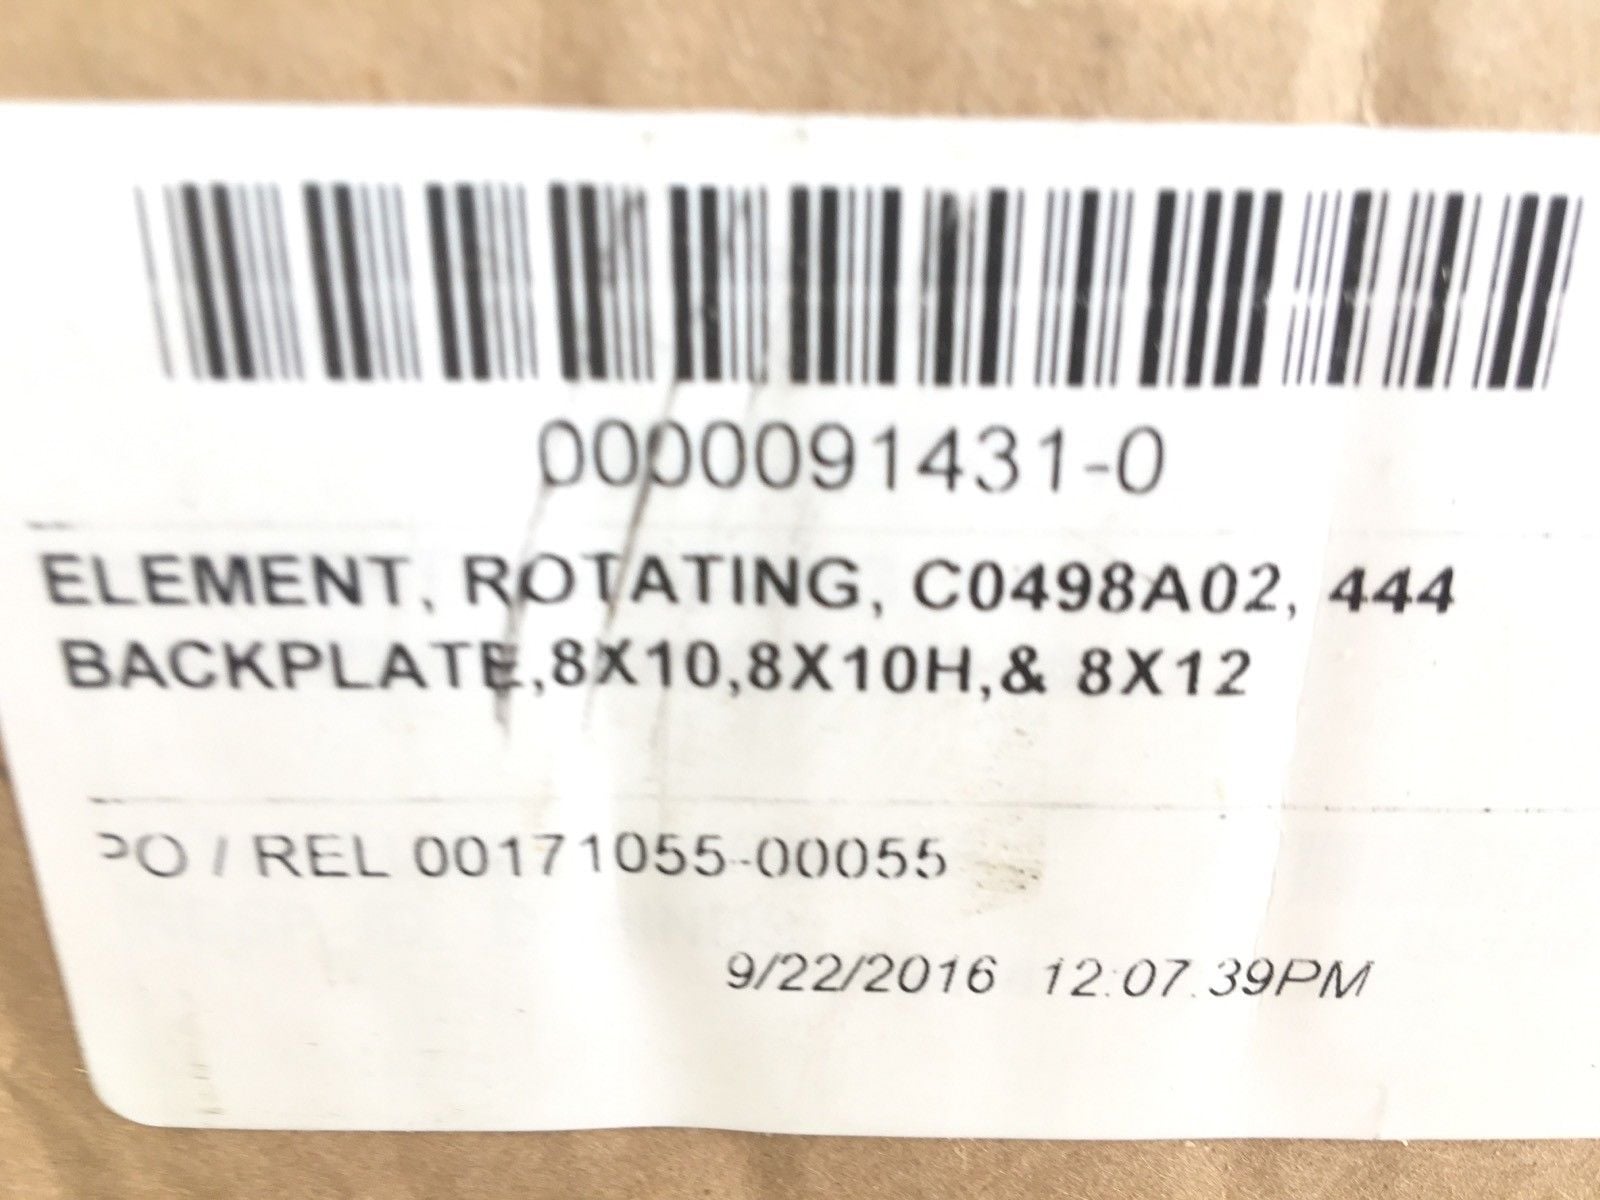 0000091431-0
ELEMENT, ROTATING, C0498A02, 444
BACKPLATE,8X10,8X10H,& 8X12
PO / REL 00171055-00055
9/22/2016 12:07:39PM